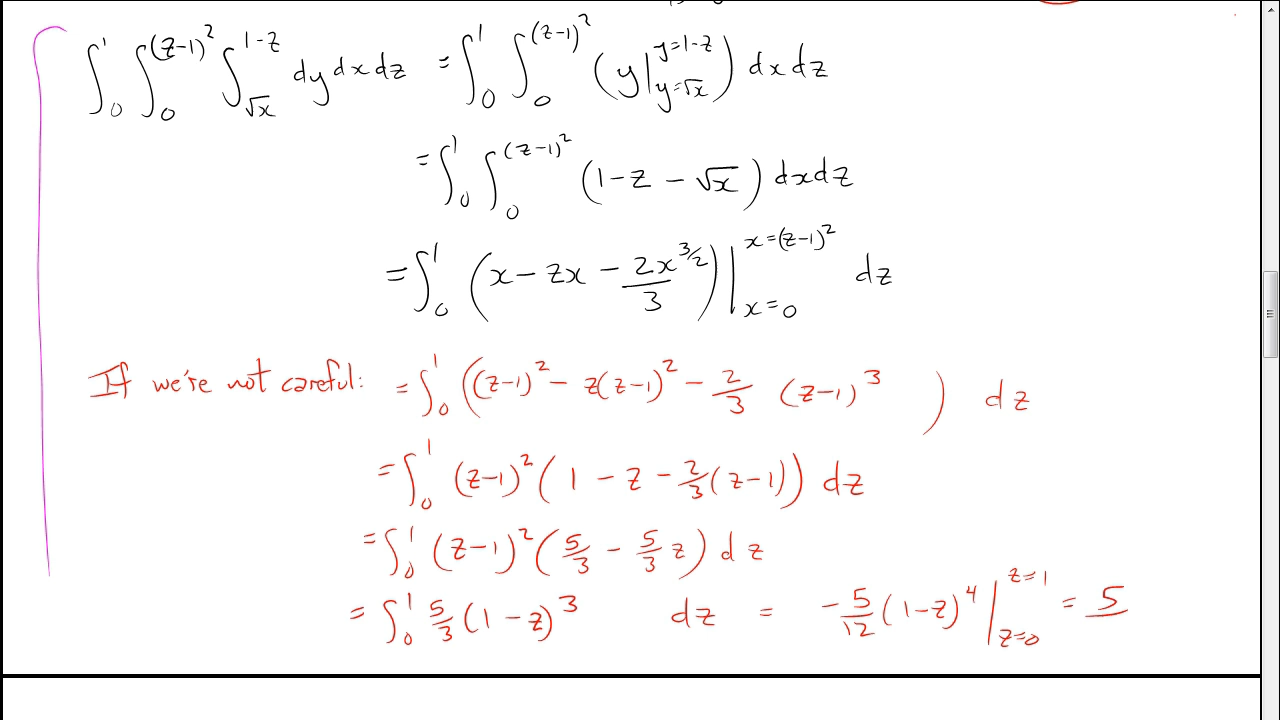 ∫₀¹ ∫₀^{(z-1)²} ∫_{√x}^{1-z} dy dx dz = ∫₀¹ ∫₀^{(z-1)²} (y|_{y=√x}^{y=1-z}) dx dz
= ∫₀¹ ∫₀^{(z-1)²} (1-z-√x) dx dz
= ∫₀¹ (x - zx - 2x^{3/2}/3)|_{x=0}^{x=(z-1)²} dz
If we're not careful: = ∫₀¹ ((z-1)² - z(z-1)² - 2/3 (z-1)³) dz
= ∫₀¹ (z-1)² (1 - z - 2/3(z-1)) dz
= ∫₀¹ (z-1)² (5/3 - 5/3 z) dz
= ∫₀¹ 5/3 (1-z)³ dz = -5/12 (1-z)⁴ |_{z=0}^{z=1} = 5